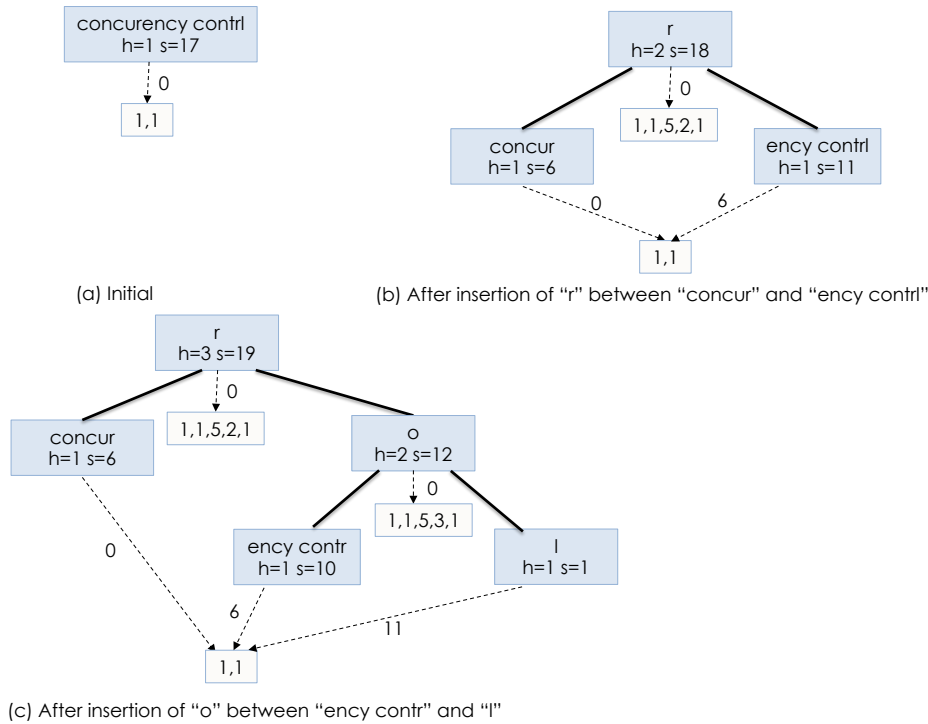 concurency contrl
h=1 s=17
0
1,1
(a) Initial
r
h=2 s=18
0
1,1,5,2,1
concur
h=1 s=6
ency contrl
h=1 s=11
0
6
1,1
(b) After insertion of “r” between “concur” and “ency contrl”
r
h=3 s=19
0
1,1,5,2,1
concur
h=1 s=6
o
h=2 s=12
0
1,1,5,3,1
ency contr
h=1 s=10
l
h=1 s=1
0
6
11
1,1
(c) After insertion of “o” between “ency contr” and “l”